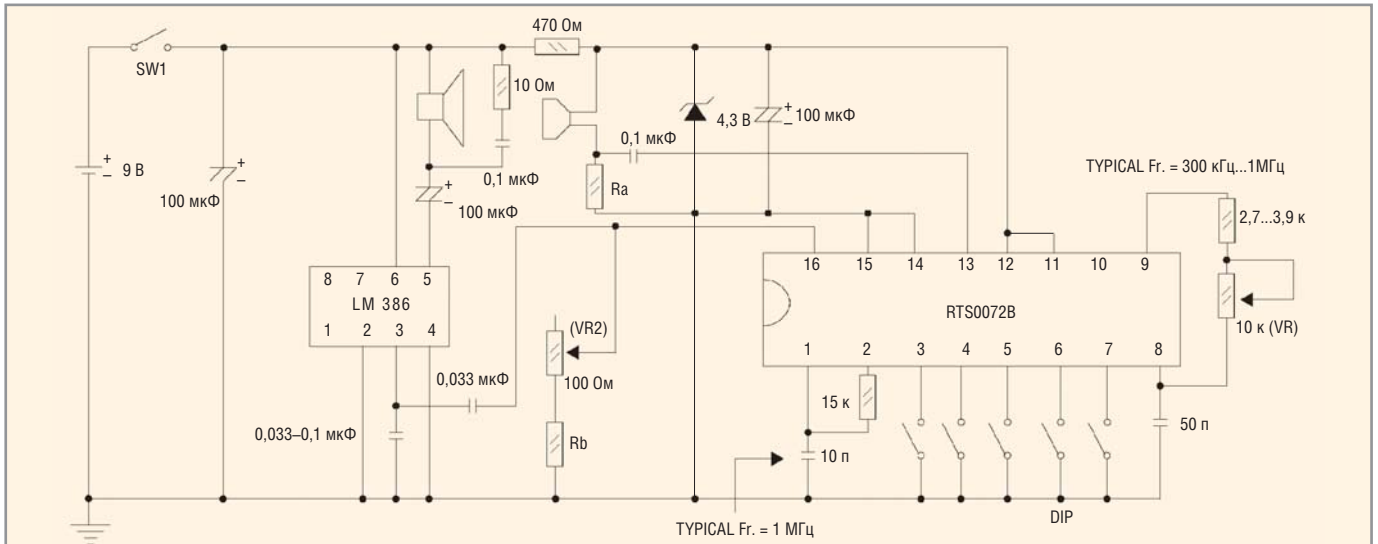 470 Ом
SW1
10 Ом
+
–
9 В
+
–
100 мкФ
0,1 мкФ
+
–
100 мкФ
0,1 мкФ
Ra
4,3 В
+
–
100 мкФ
TYPICAL Fr. = 300 кГц...1МГц
2,7...3,9 к
10 к (VR)
8 7 6 5
LM 386
1 2 3 4
16 15 14 13 12 11 10 9
RTS0072B
1 2 3 4 5 6 7 8
(VR2)
100 Ом
0,033 мкФ
0,033–0,1 мкФ
Rb
15 к
10 п
50 п
TYPICAL Fr. = 1 МГц
DIP